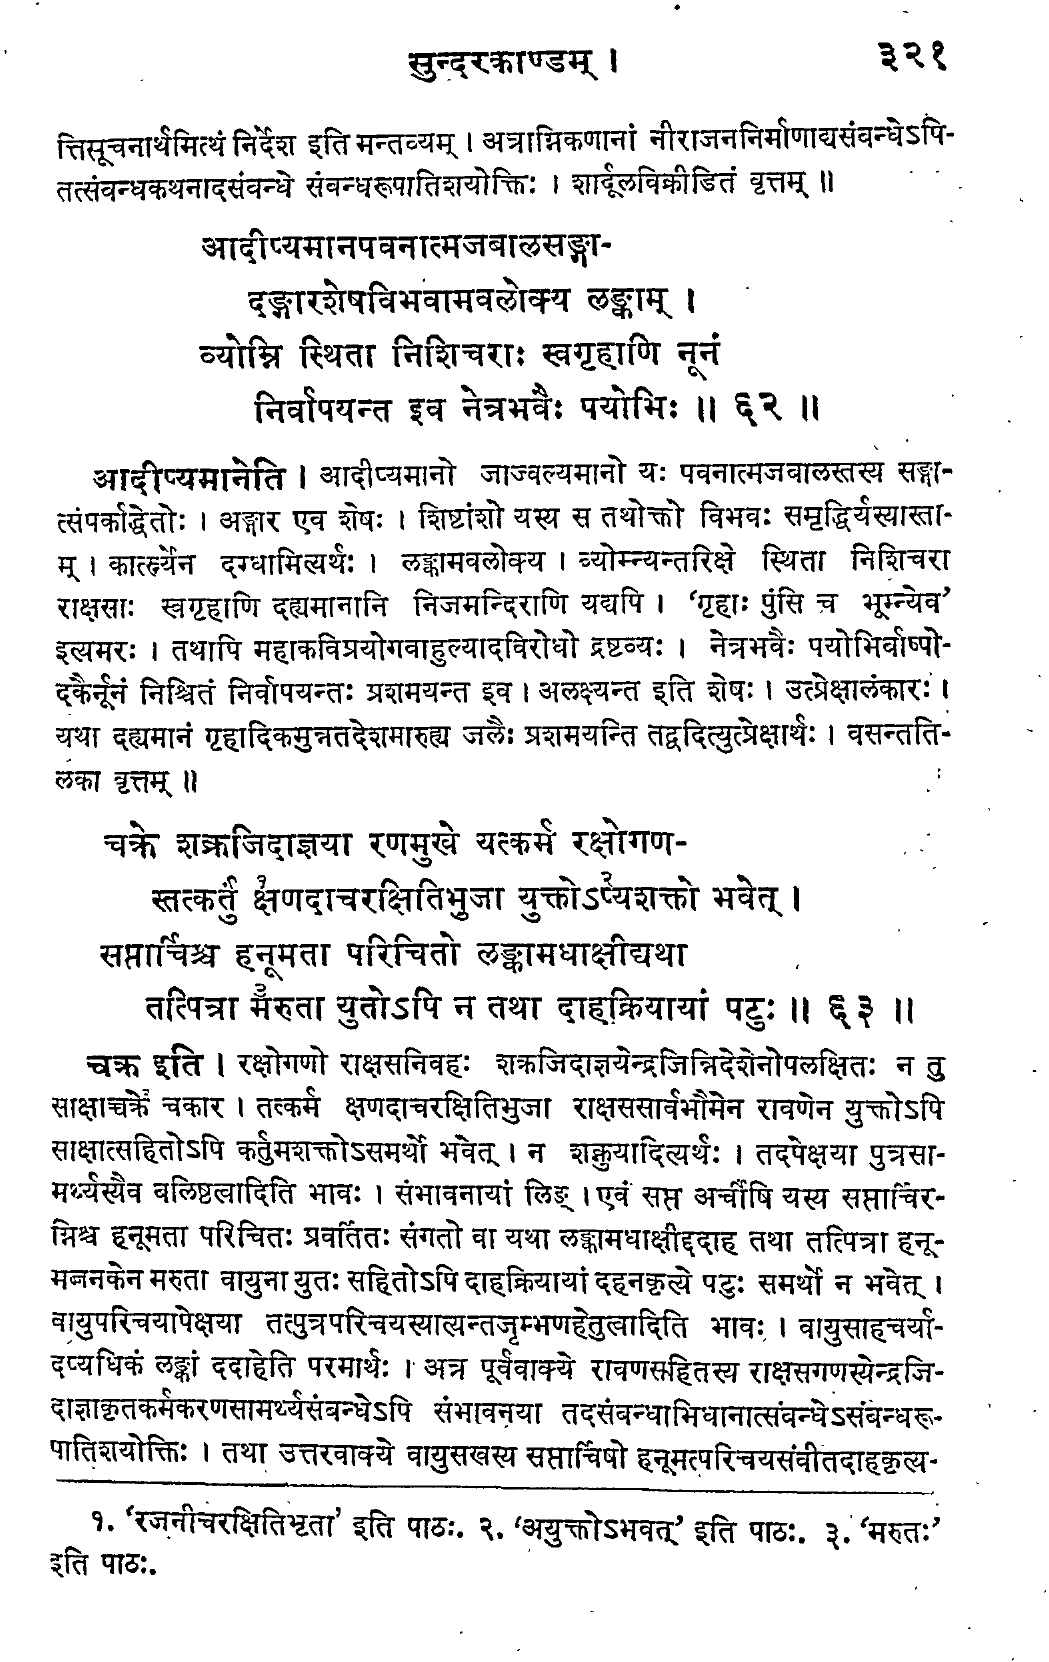 सुन्दरकाण्डम् । ३२१
त्तिसूचनार्थमित्थं निर्देश इति मन्तव्यम् । अत्राग्निकणानां नीराजननिर्माणाद्यसंबन्धेऽपि-
तत्संबन्धकथनादसंबन्धे संबन्धरूपातिशयोक्तिः । शार्दूलविक्रीडितं वृत्तम् ॥
आदीप्यमानपवनात्मजबालसङ्गा-
दङ्गारशेषविभवामवलोक्य लङ्काम् ।
व्योम्नि स्थिता निशिचराः स्वगृहाणि नूनं
निर्वापयन्त इव नेत्रभवैः पयोभिः ॥ ६२ ॥
आदीप्यमानेति । आदीप्यमानो जाज्वल्यमानो यः पवनात्मजवालस्तस्य सङ्गा-
त्संपर्काद्धेतोः । अङ्गार एव शेषः । शिष्टांशो यस्य स तथोक्तो विभवः समृद्धिर्यस्यास्ता-
म् । कार्त्स्न्येन दग्धामित्यर्थः । लङ्कामवलोक्य । व्योम्न्यन्तरिक्षे स्थिता निशिचरा
राक्षसाः स्वगृहाणि दह्यमानानि निजमन्दिराणि यद्यपि । ‘गृहाः पुंसि च भूम्न्येव’
इत्यमरः । तथापि महाकविप्रयोगवाहुल्यादविरोधो द्रष्टव्यः । नेत्रभवैः पयोभिर्वाष्पो-
दकैर्नूनं निश्चितं निर्वापयन्तः प्रशमयन्त इव । अलक्ष्यन्त इति शेषः । उत्प्रेक्षालंकारः ।
यथा दह्यमानं गृहादिकमुन्नतदेशमारुह्य जलैः प्रशमयन्ति तद्वदित्युत्प्रेक्षार्थः । वसन्तति-
लका वृत्तम् ॥
चक्रे शक्रजिदाज्ञया रणमुखे यत्कर्म रक्षोगण-
स्तत्कर्तुं क्षणदाचरक्षितिभुजा युक्तोऽप्यशक्तो भवेत् ।
सप्तार्चिश्च हनूमता परिचितो लङ्कामधाक्षीद्यथा
तत्पित्रा मरुता युतोऽपि न तथा दाहक्रियायां पटुः ॥ ६३ ॥
चक्र इति । रक्षोगणो राक्षसनिवहः शक्रजिदाज्ञयेन्द्रजिन्निदेशेनोपलक्षितः न तु
साक्षाच्चक्रे चकार । तत्कर्म क्षणदाचरक्षितिभुजा राक्षससार्वभौमेन रावणेन युक्तोऽपि
साक्षात्सहितोऽपि कर्तुमशक्तोऽसमर्थो भवेत् । न शक्नुयादित्यर्थः । तदपेक्षया पुत्रसा-
मर्थ्यस्यैव बलिष्ठत्वादिति भावः । संभावनायां लिङ् । एवं सप्त अर्चींषि यस्य सप्तार्चिर-
ग्निश्च हनूमता परिचितः प्रवर्तितः संगतो वा यथा लङ्कामधाक्षीद्ददाह तथा तत्पित्रा हनू-
मज्जनकेन मरुता वायुना युतः सहितोऽपि दाहक्रियायां दहनकृत्ये पटुः समर्थो न भवेत् ।
वायुपरिचयापेक्षया तत्पुत्रपरिचयस्यात्यन्तजृम्भणहेतुत्वादिति भावः । वायुसाहचर्या-
दप्यधिकं लङ्कां ददाहेति परमार्थः । अत्र पूर्ववाक्ये रावणसहितस्य राक्षसगणस्येन्द्रजि-
दाज्ञाकृतकर्मकरणसामर्थ्यसंबन्धेऽपि संभावनया तदसंबन्धाभिधानात्संबन्धेऽसंबन्धरू-
पातिशयोक्तिः । तथा उत्तरवाक्ये वायुसखस्य सप्तार्चिषो हनूमत्परिचयसंवीतदाहकृत्य-
१. ‘रजनीचरक्षितिभृता’ इति पाठः. २. ‘अयुक्तोऽभवत्’ इति पाठः. ३. ‘मरुतः’
इति पाठः.